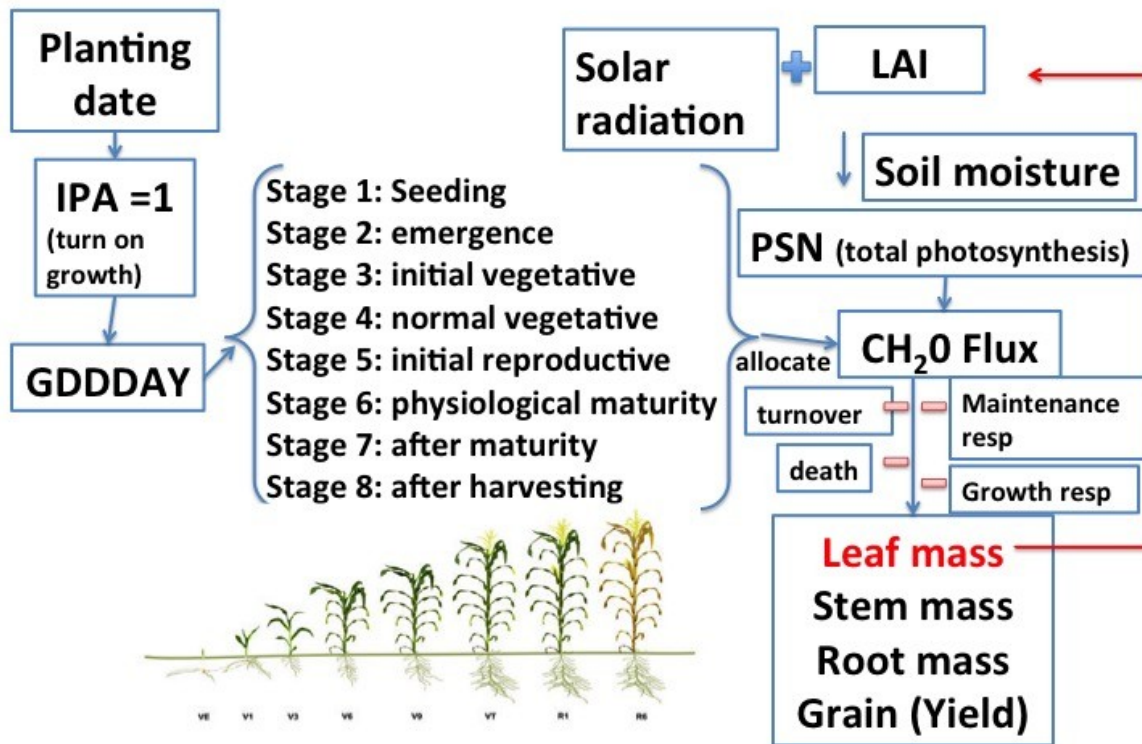 Planting
date
IPA =1
(turn on
growth)
GDDDAY
Stage 1: Seeding
Stage 2: emergence
Stage 3: initial vegetative
Stage 4: normal vegetative
Stage 5: initial reproductive
Stage 6: physiological maturity
Stage 7: after maturity
Stage 8: after harvesting
Solar
radiation
LAI
Soil moisture
PSN (total photosynthesis)
allocate
CH₂0 Flux
turnover
Maintenance
resp
death
Growth resp
Leaf mass
Stem mass
Root mass
Grain (Yield)
VE V1 V3 V6 V9 VT R1 R6